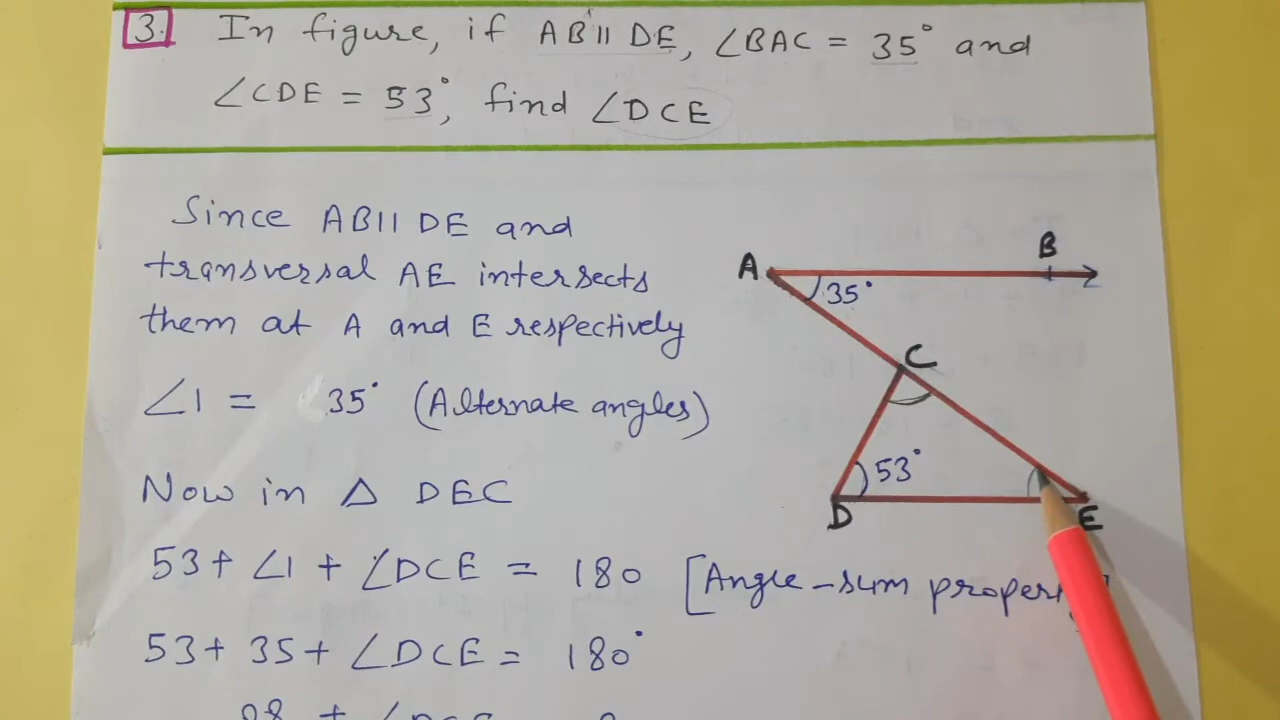 3. In figure, if AB || DE, ∠BAC = 35° and
∠CDE = 53°, find ∠DCE
Since AB || DE and
transversal AE intersects
them at A and E respectively
∠1 = 35° (Alternate angles)
Now in △ DEC
53 + ∠1 + ∠DCE = 180 [Angle-sum property
53 + 35 + ∠DCE = 180°
A
B
35°
C
53°
D
E